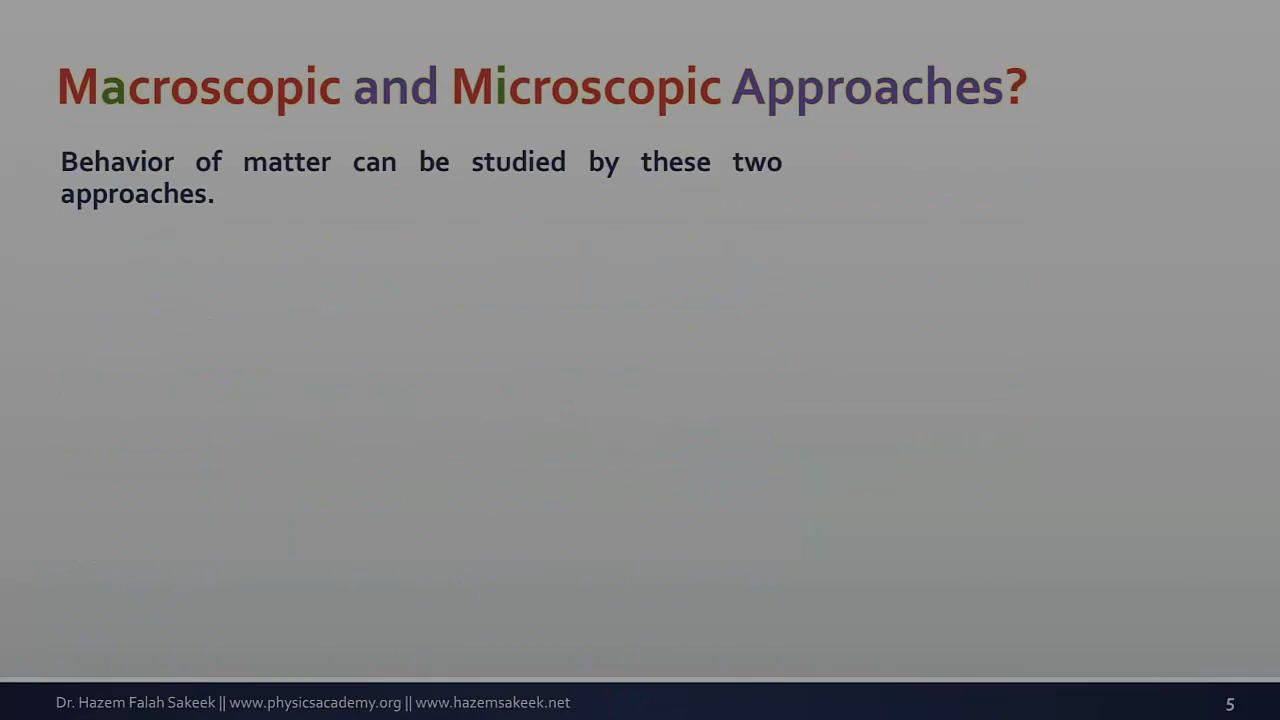 Macroscopic and Microscopic Approaches?
Behavior of matter can be studied by these two
approaches.
Dr. Hazem Falah Sakeek || www.physicsacademy.org || www.hazemsakeek.net
5